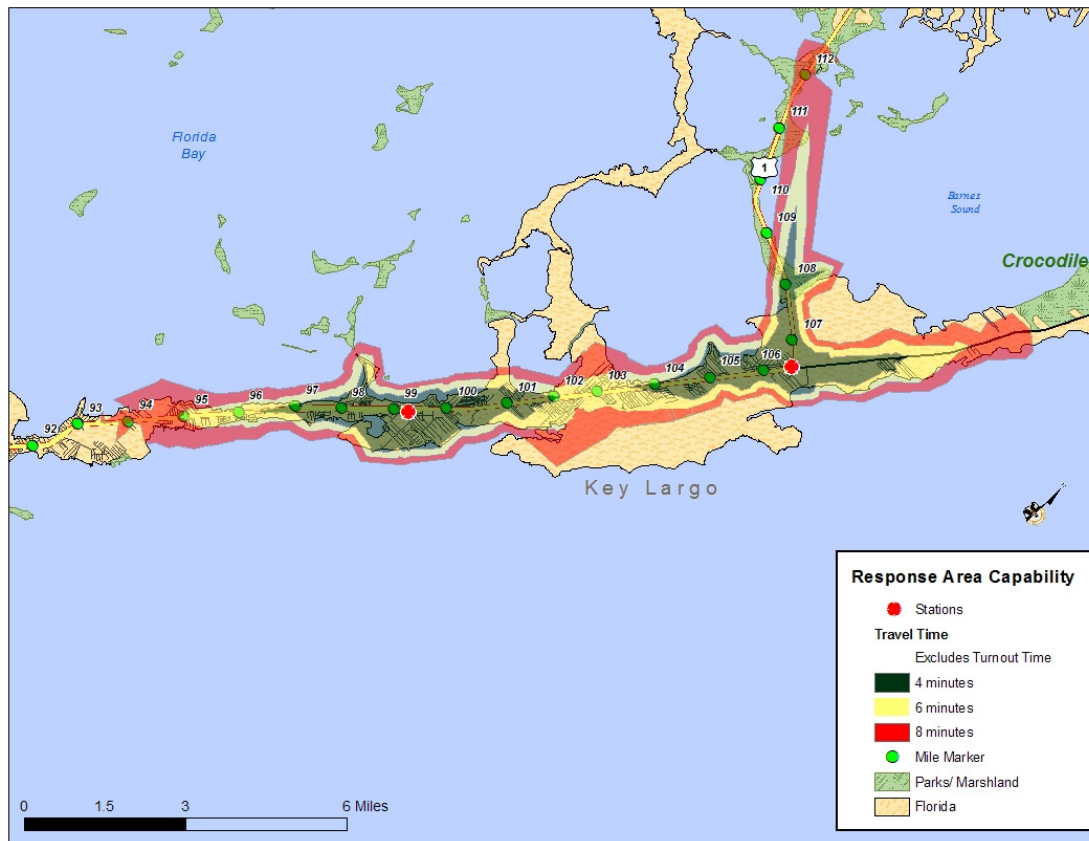 112
Florida
Bay
111
1
110
Barnes
Sound
109
Crocodile
108
107
106
105
104
103
102
101
100
99
98
97
96
95
94
93
92
Key Largo
Response Area Capability
Stations
Travel Time
Excludes Turnout Time
4 minutes
6 minutes
8 minutes
Mile Marker
Parks/ Marshland
Florida
0 1.5 3 6 Miles